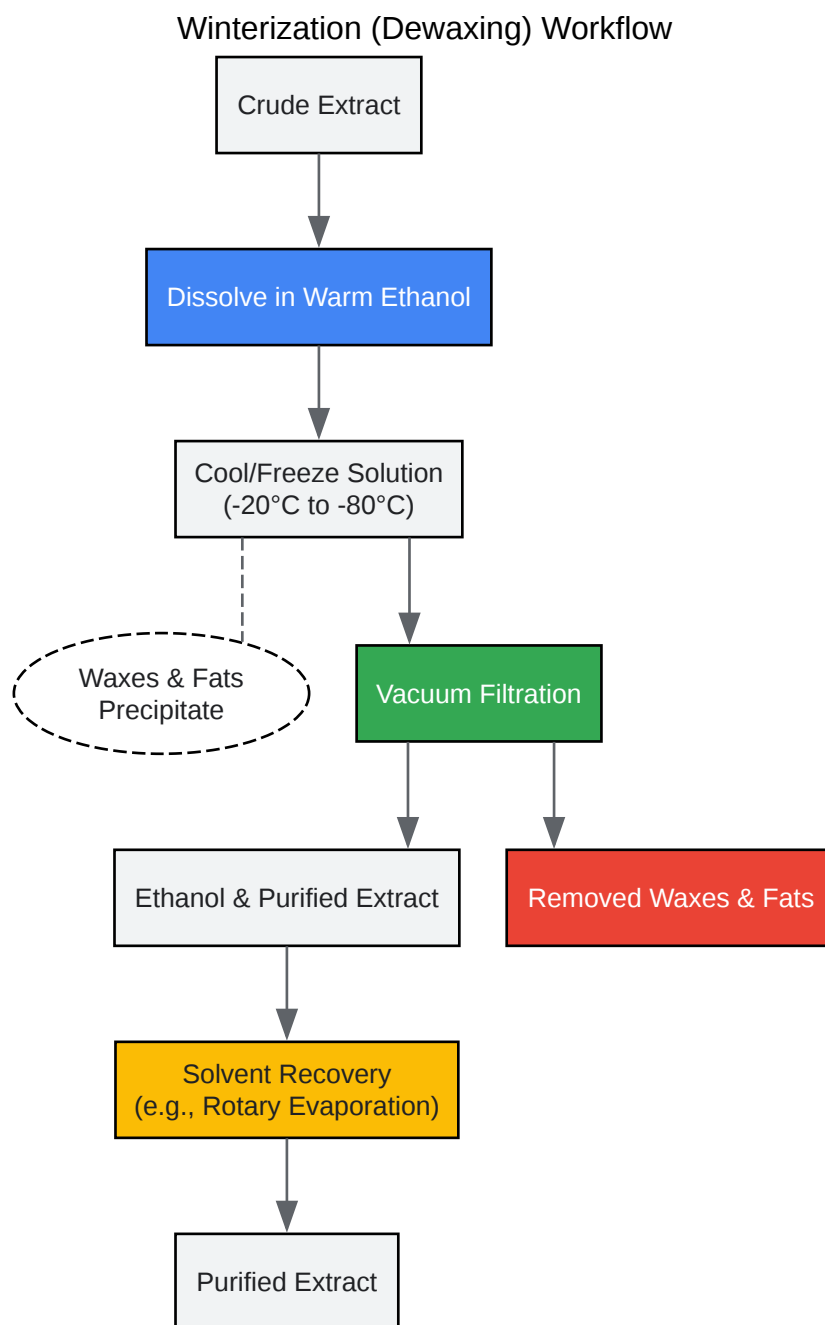 Winterization (Dewaxing) Workflow
Crude Extract
Dissolve in Warm Ethanol
Cool/Freeze Solution
(-20°C to -80°C)
Waxes & Fats
Precipitate
Vacuum Filtration
Ethanol & Purified Extract
Removed Waxes & Fats
Solvent Recovery
(e.g., Rotary Evaporation)
Purified Extract